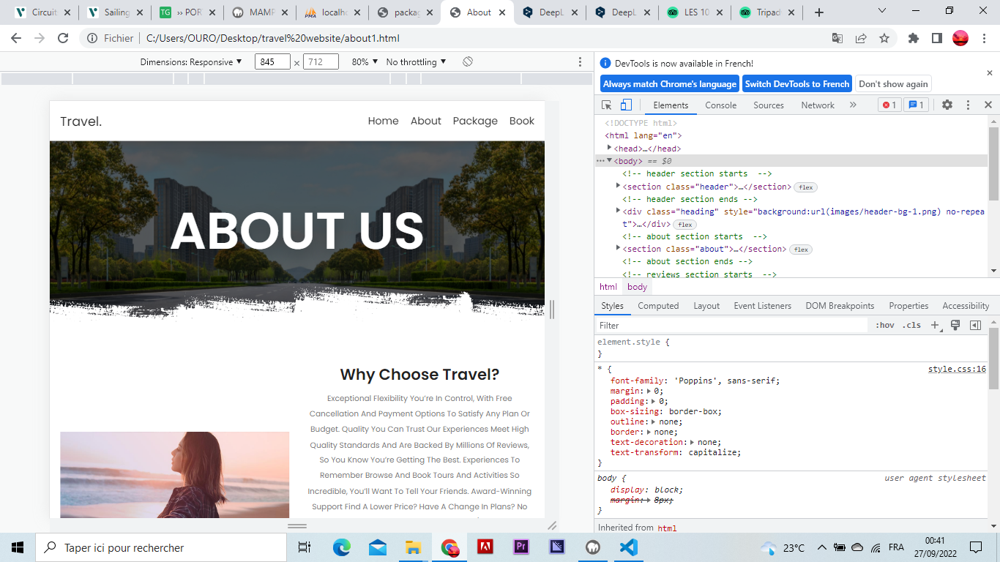 Circuit
Sailing
TG
›› POR
MAMP
localho
packag
About
DeepL
DeepL
LES 10
Tripad
Fichier
C:/Users/OURO/Desktop/travel%20website/about1.html
Dimensions: Responsive
845 × 712
80%
No throttling
DevTools is now available in French!
Always match Chrome's language
Switch DevTools to French
Don't show again
Elements
Console
Sources
Network
»
1
1
<!DOCTYPE html>
<html lang="en">
<head>…</head>
<body> == $0
<!-- header section starts  -->
<section class="header">…</section> flex
<!-- header section ends -->
<div class="heading" style="background:url(images/header-bg-1.png) no-repea
t">…</div> flex
<!-- about section starts  -->
<section class="about">…</section> flex
<!-- about section ends -->
<!-- reviews section starts  -->
html body
Styles
Computed
Layout
Event Listeners
DOM Breakpoints
Properties
Accessibility
Filter
:hov .cls +
element.style {
}
* {
style.css:16
font-family: 'Poppins', sans-serif;
margin: 0;
padding: 0;
box-sizing: border-box;
outline: none;
border: none;
text-decoration: none;
text-transform: capitalize;
}
body {
user agent stylesheet
display: block;
margin: 8px;
}
Inherited from html
Travel.
Home About Package Book
ABOUT US
Why Choose Travel?
Exceptional Flexibility You're In Control, With Free
Cancellation And Payment Options To Satisfy Any Plan Or
Budget. Quality You Can Trust Our Experiences Meet High
Quality Standards And Are Backed By Millions Of Reviews,
So You Know You're Getting The Best. Experiences To
Remember Browse And Book Tours And Activities So
Incredible, You'll Want To Tell Your Friends. Award-Winning
Support Find A Lower Price? Have A Change In Plans? No
Taper ici pour rechercher
Pr
23°C
FRA
00:41
27/09/2022